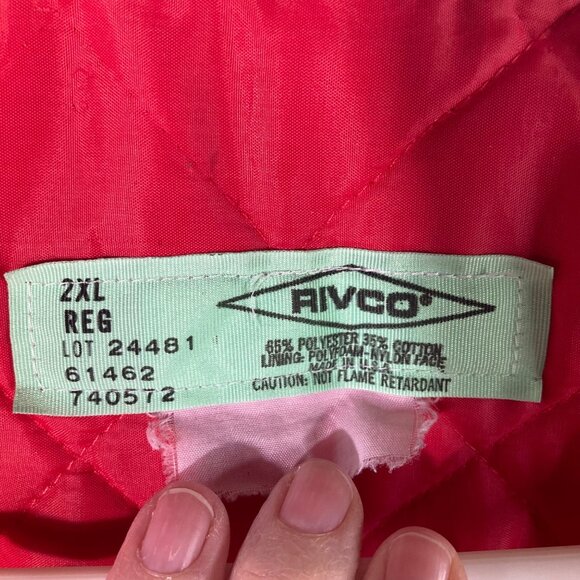 2XL
REG
LOT 24481
61462
740572
RIVCO®
65% POLYESTER 35% COTTON
LINING: POLYFOAM-NYLON FACE
MADE IN U.S.A.
CAUTION: NOT FLAME RETARDANT